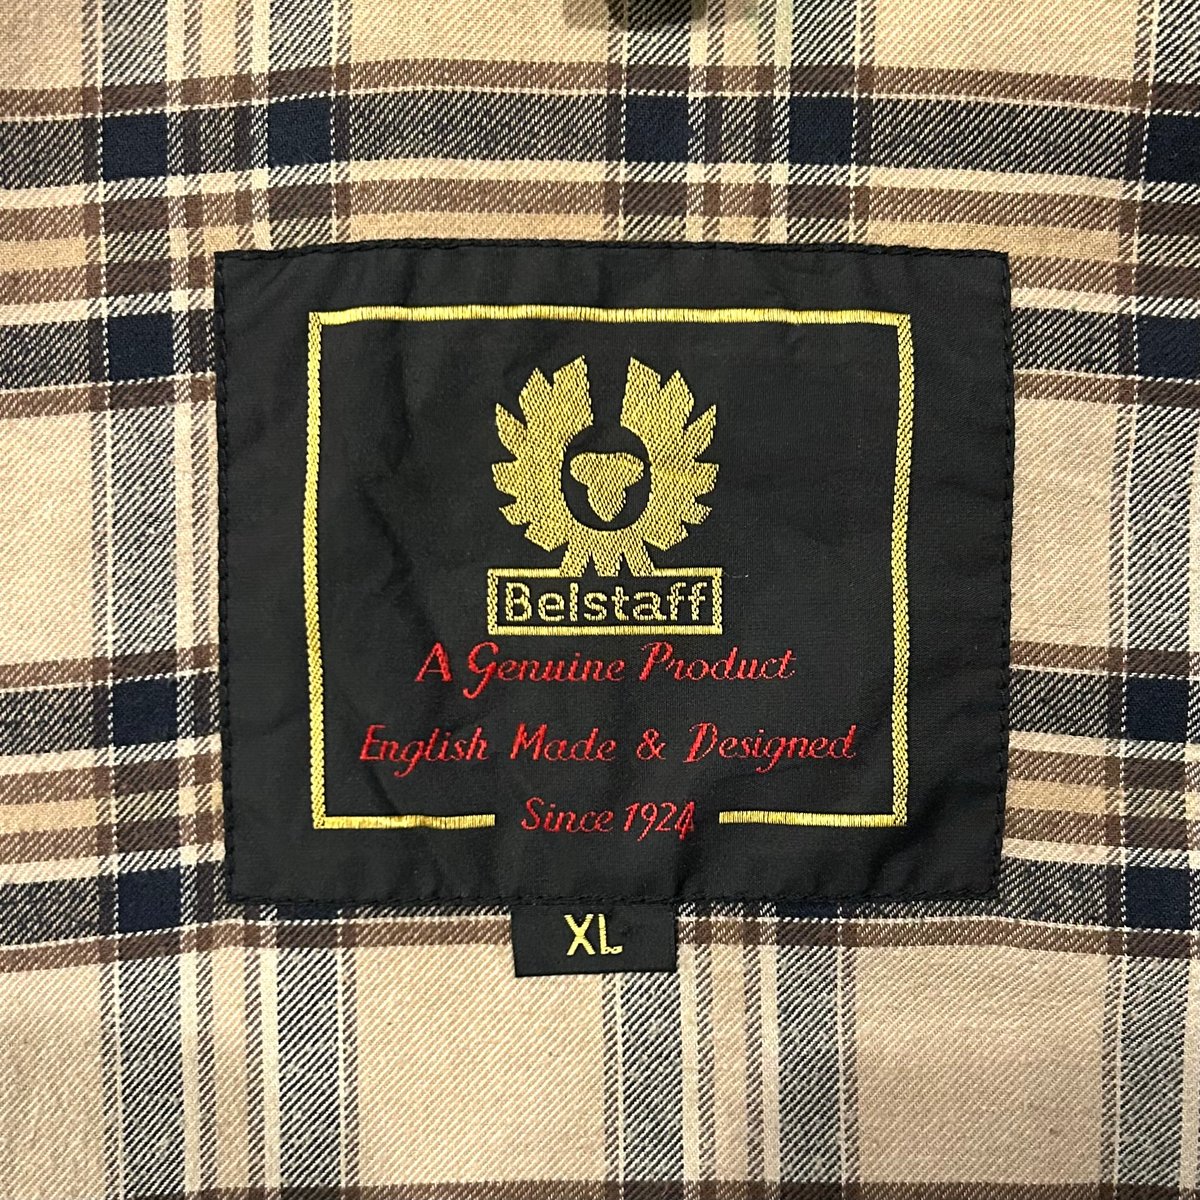 Belstaff
A Genuine Product
English Made & Designed
Since 1924
XL